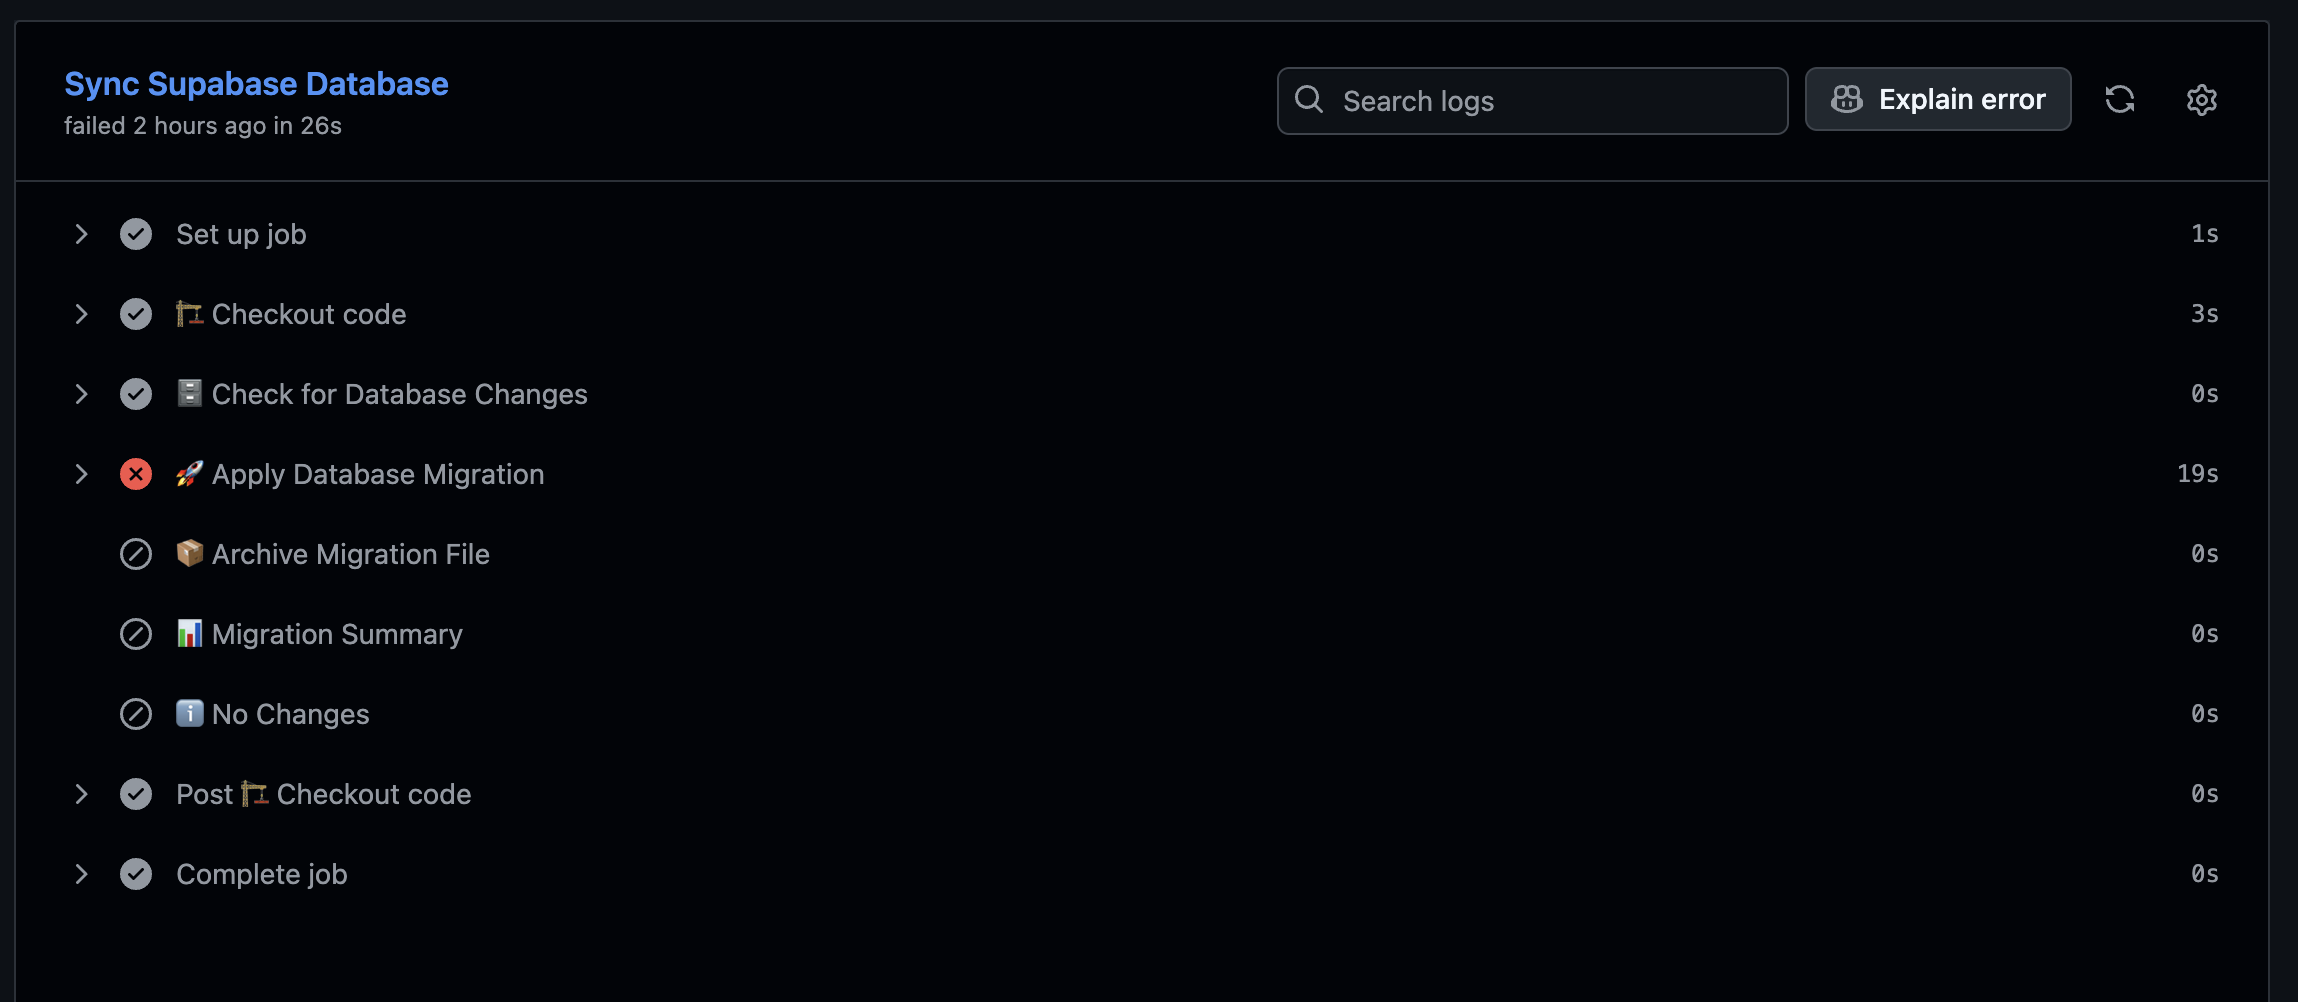 Sync Supabase Database
failed 2 hours ago in 26s
Search logs
Explain error
Set up job 1s
🏗️ Checkout code 3s
🗄️ Check for Database Changes 0s
🚀 Apply Database Migration 19s
📦 Archive Migration File 0s
📊 Migration Summary 0s
ℹ️ No Changes 0s
Post 🏗️ Checkout code 0s
Complete job 0s